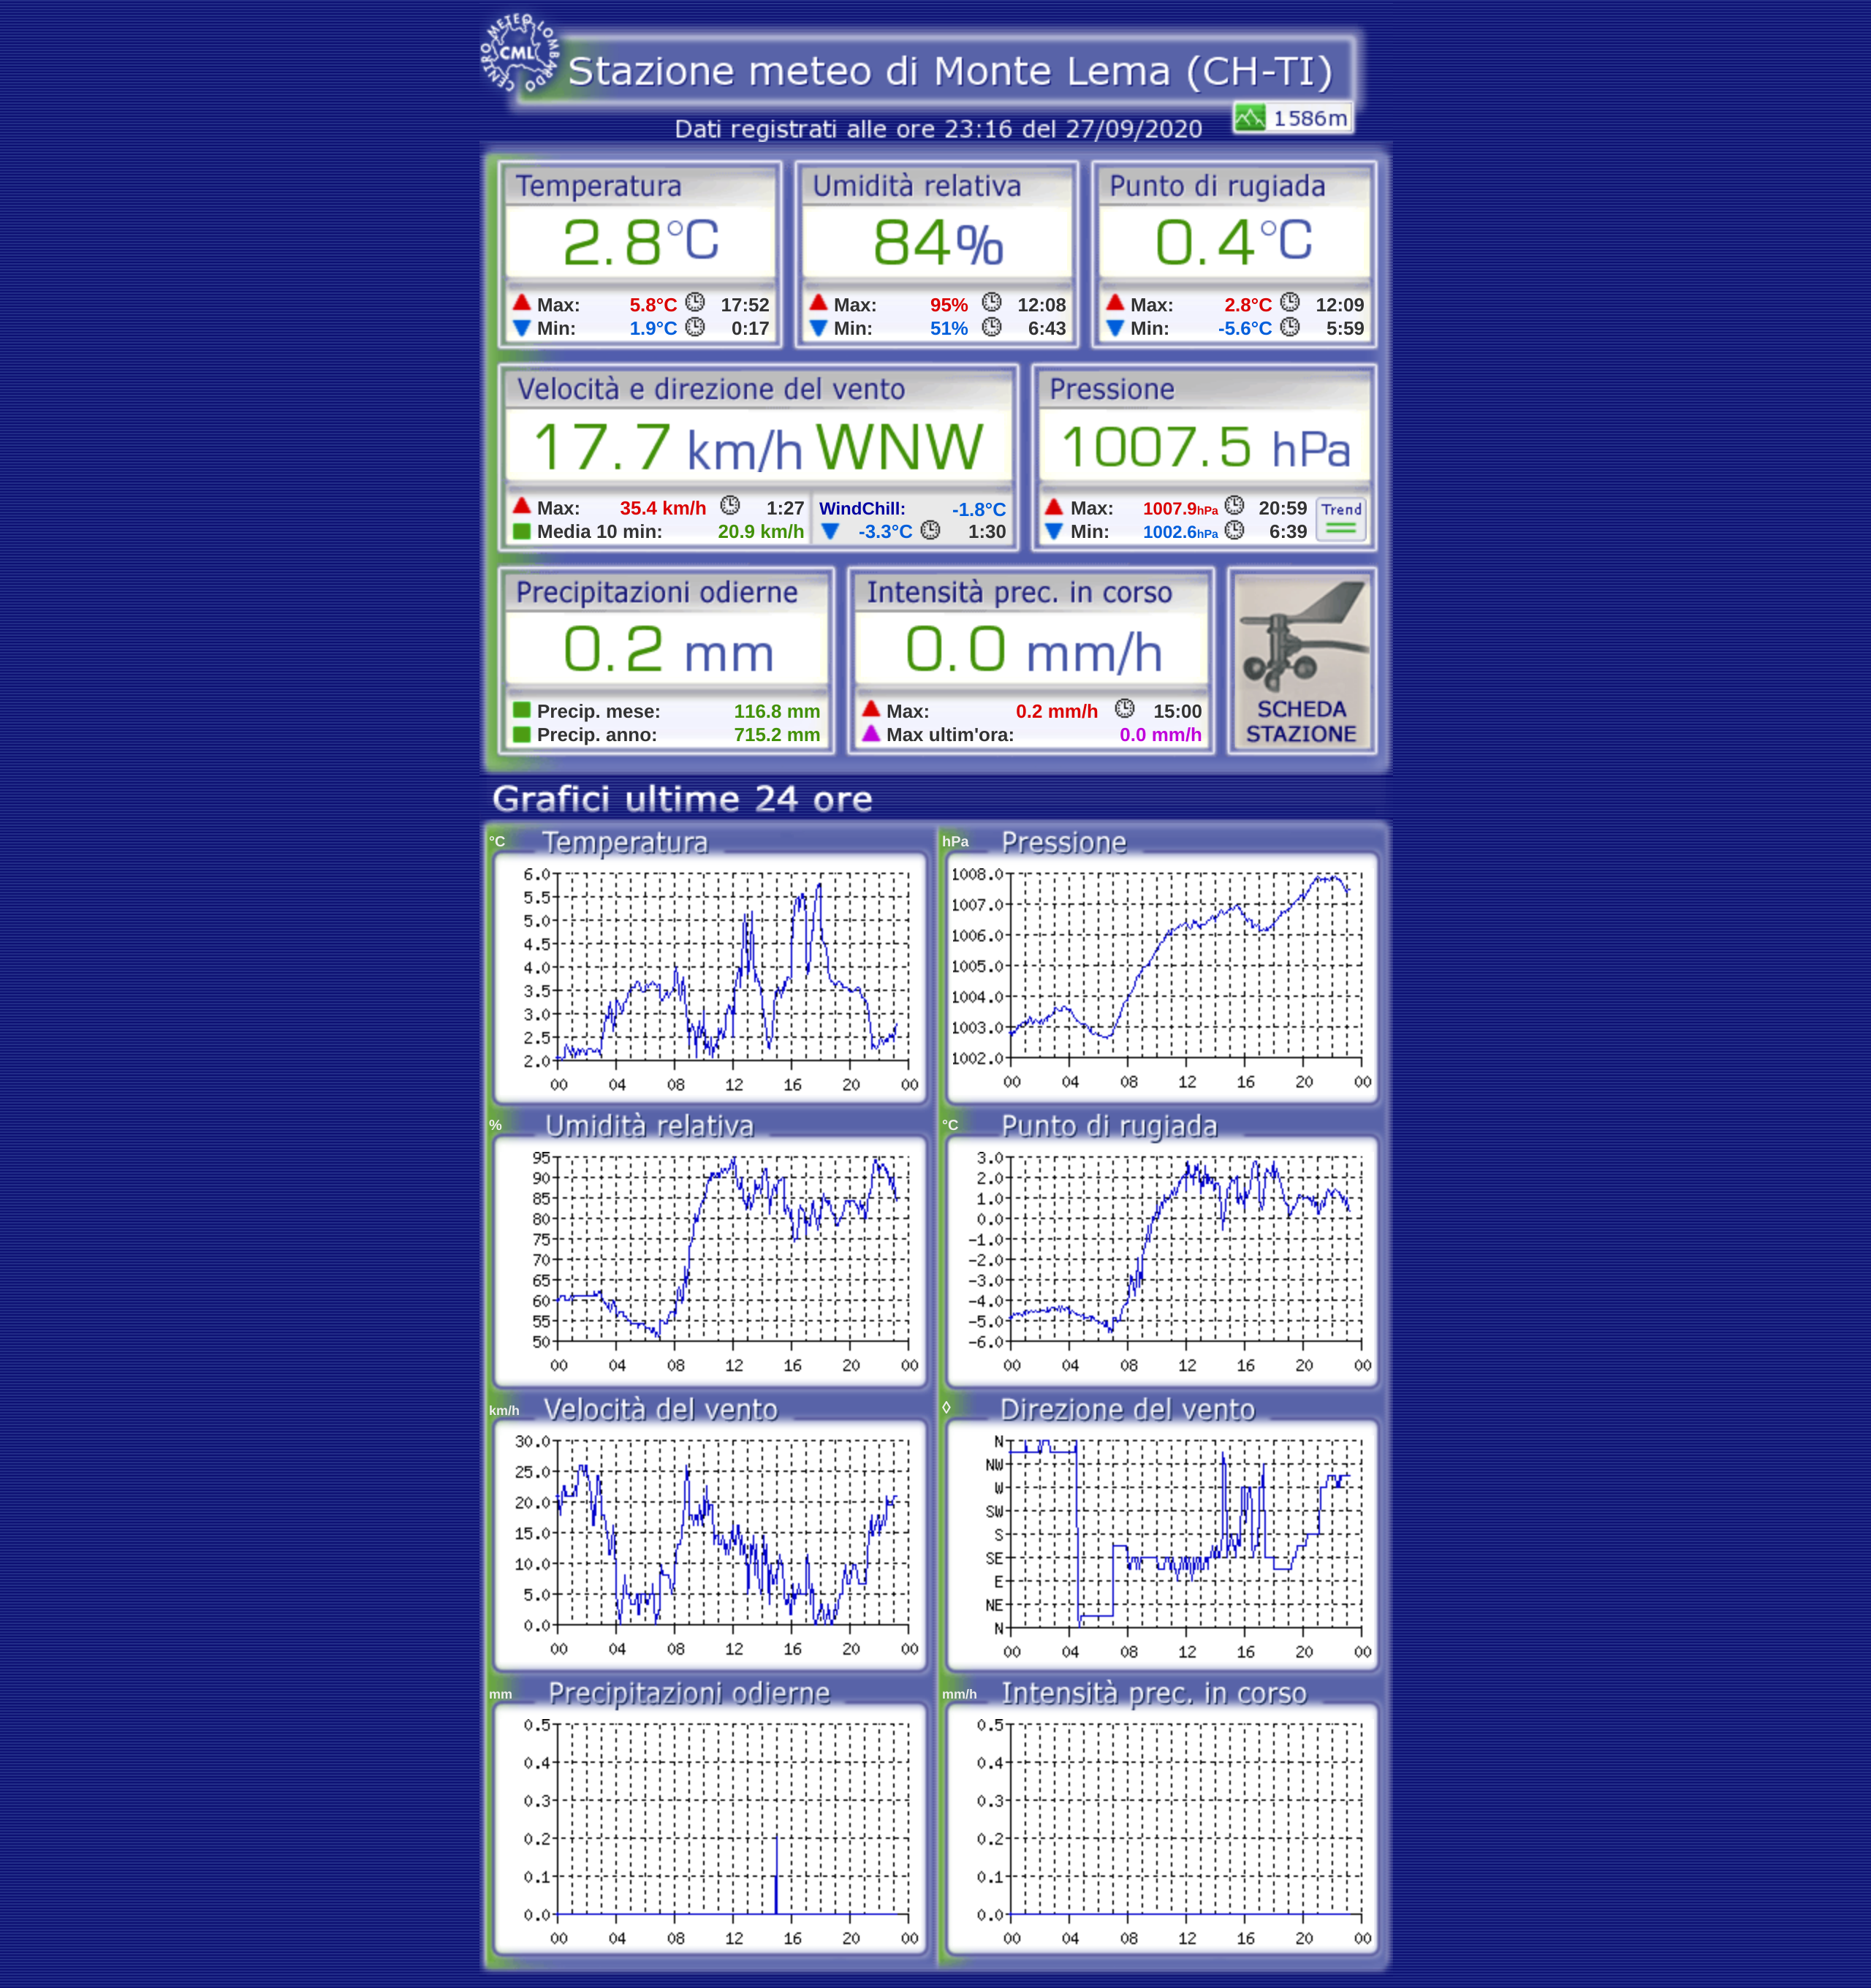 CENTRO METEO LOMBARDO
CML
Stazione meteo di Monte Lema (CH-TI)
1586m
Dati registrati alle ore 23:16 del 27/09/2020
Temperatura
2.8°C
Max: 5.8°C 17:52
Min: 1.9°C 0:17
Umidità relativa
84%
Max: 95% 12:08
Min: 51% 6:43
Punto di rugiada
0.4°C
Max: 2.8°C 12:09
Min: -5.6°C 5:59
Velocità e direzione del vento
17.7 km/h WNW
Max: 35.4 km/h 1:27
Media 10 min: 20.9 km/h
WindChill: -1.8°C
-3.3°C 1:30
Pressione
1007.5 hPa
Max: 1007.9hPa 20:59
Min: 1002.6hPa 6:39
Trend
Precipitazioni odierne
0.2 mm
Precip. mese: 116.8 mm
Precip. anno: 715.2 mm
Intensità prec. in corso
0.0 mm/h
Max: 0.2 mm/h 15:00
Max ultim'ora: 0.0 mm/h
SCHEDA
STAZIONE
Grafici ultime 24 ore
°C Temperatura
6.0
5.5
5.0
4.5
4.0
3.5
3.0
2.5
2.0
00 04 08 12 16 20 00
hPa Pressione
1008.0
1007.0
1006.0
1005.0
1004.0
1003.0
1002.0
00 04 08 12 16 20 00
% Umidità relativa
95
90
85
80
75
70
65
60
55
50
00 04 08 12 16 20 00
°C Punto di rugiada
3.0
2.0
1.0
0.0
-1.0
-2.0
-3.0
-4.0
-5.0
-6.0
00 04 08 12 16 20 00
km/h Velocità del vento
30.0
25.0
20.0
15.0
10.0
5.0
0.0
00 04 08 12 16 20 00
◊ Direzione del vento
N
NW
W
SW
S
SE
E
NE
N
00 04 08 12 16 20 00
mm Precipitazioni odierne
0.5
0.4
0.3
0.2
0.1
0.0
00 04 08 12 16 20 00
mm/h Intensità prec. in corso
0.5
0.4
0.3
0.2
0.1
0.0
00 04 08 12 16 20 00